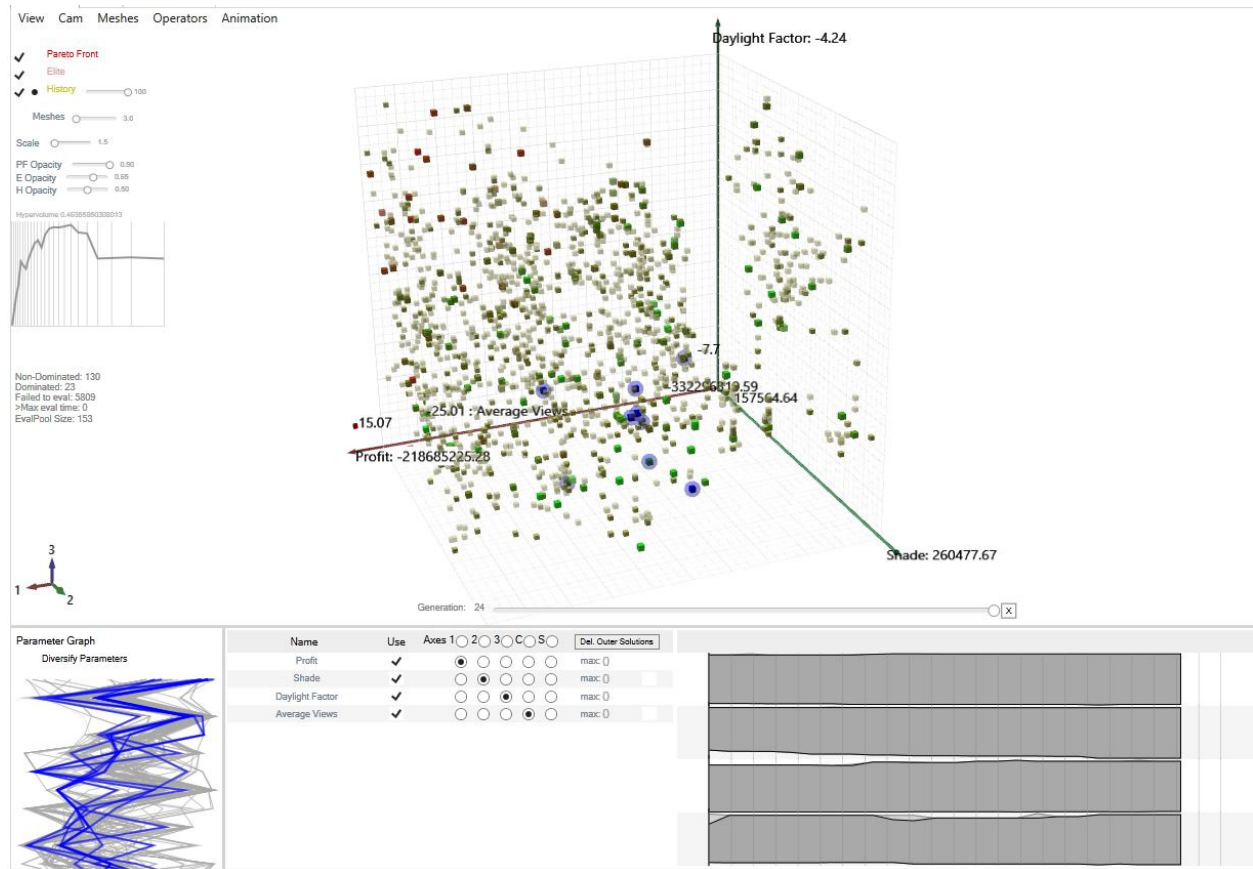 View Cam Meshes Operators Animation
Pareto Front
Elite
History 100
Meshes 3.0
Scale 1.5
PF Opacity 0.90
E Opacity 0.65
H Opacity 0.50
Non-Dominated: 130
Dominated: 23
Failed to eval: 5809
>Max eval time: 0
EvalPool Size: 153
Daylight Factor: -4.24
-7.7
157564.64
-25.01 : Average Views
15.07
Profit: -218685225.28
Shade: 260477.67
3
1
2
Generation: 24 X
Parameter Graph
Diversify Parameters
Name Use Axes 1 2 3 C S Del. Outer Solutions
Profit max: ()
Shade max: ()
Daylight Factor max: ()
Average Views max: ()